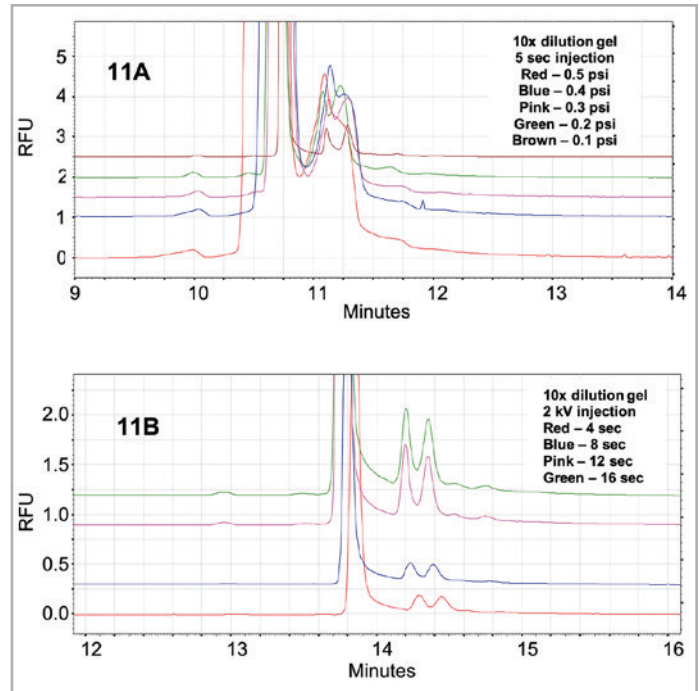 11A
10x dilution gel
5 sec injection
Red – 0.5 psi
Blue – 0.4 psi
Pink – 0.3 psi
Green – 0.2 psi
Brown – 0.1 psi
RFU
5
4
3
2
1
0
9 10 11 12 13 14
Minutes
11B
10x dilution gel
2 kV injection
Red – 4 sec
Blue – 8 sec
Pink – 12 sec
Green – 16 sec
RFU
2.0
1.5
1.0
0.5
0.0
12 13 14 15 16
Minutes